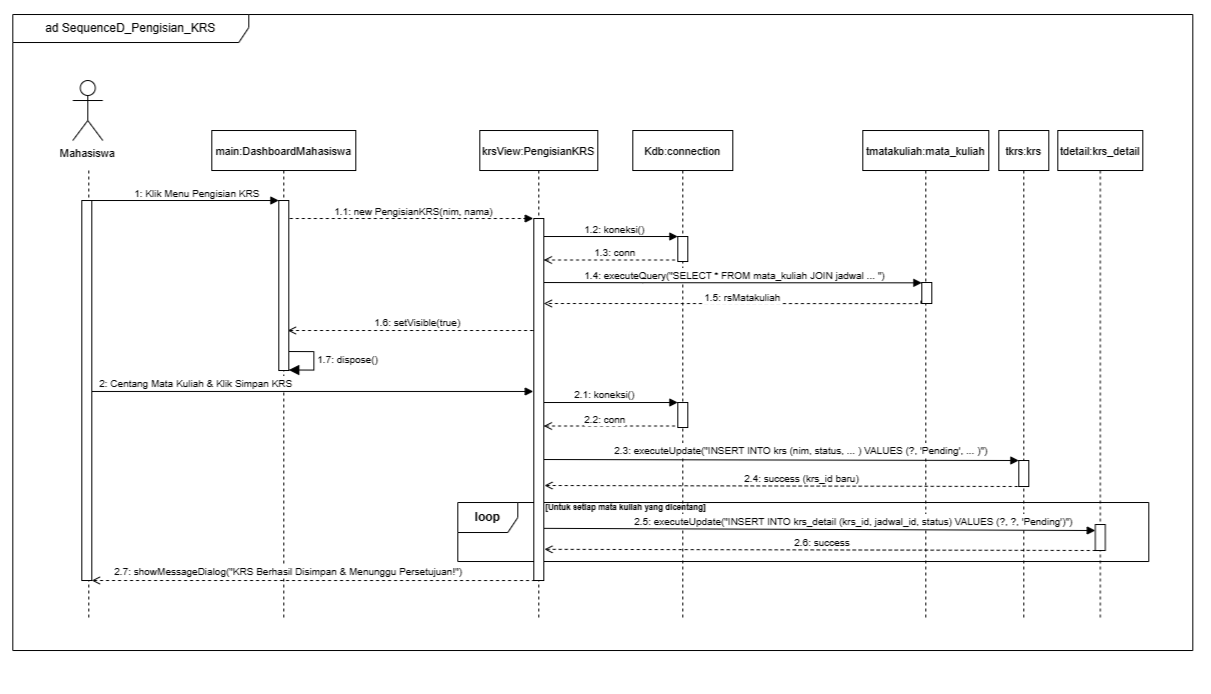 ad SequenceD_Pengisian_KRS
Mahasiswa
main:DashboardMahasiswa
krsView:PengisianKRS
Kdb:connection
tmatakuliah:mata_kuliah
tkrs:krs
tdetail:krs_detail
1: Klik Menu Pengisian KRS
1.1: new PengisianKRS(nim, nama)
1.2: koneksi()
1.3: conn
1.4: executeQuery("SELECT * FROM mata_kuliah JOIN jadwal ... ")
1.5: rsMatakuliah
1.6: setVisible(true)
1.7: dispose()
2: Centang Mata Kuliah & Klik Simpan KRS
2.1: koneksi()
2.2: conn
2.3: executeUpdate("INSERT INTO krs (nim, status, ... ) VALUES (?, 'Pending', ... )")
2.4: success (krs_id baru)
loop
[Untuk setiap mata kuliah yang dicentang]
2.5: executeUpdate("INSERT INTO krs_detail (krs_id, jadwal_id, status) VALUES (?, ?, 'Pending')")
2.6: success
2.7: showMessageDialog("KRS Berhasil Disimpan & Menunggu Persetujuan!")